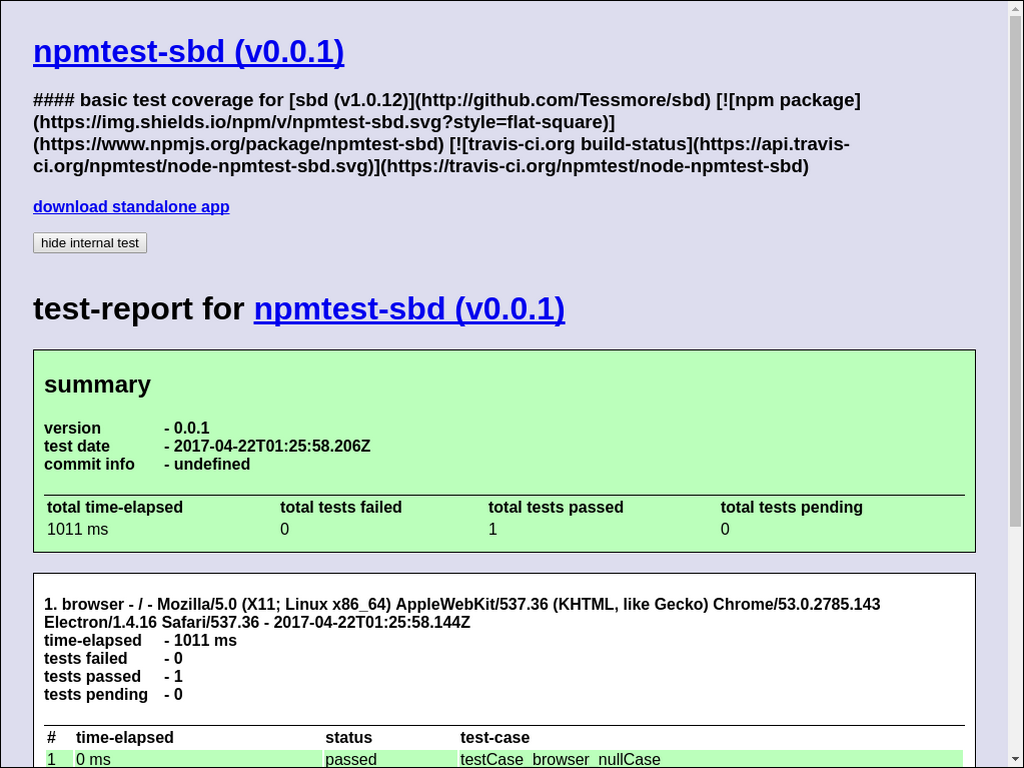 npmtest-sbd (v0.0.1)
#### basic test coverage for [sbd (v1.0.12)](http://github.com/Tessmore/sbd) [![npm package]
(https://img.shields.io/npm/v/npmtest-sbd.svg?style=flat-square)]
(https://www.npmjs.org/package/npmtest-sbd) [![travis-ci.org build-status](https://api.travis-
ci.org/npmtest/node-npmtest-sbd.svg)](https://travis-ci.org/npmtest/node-npmtest-sbd)
download standalone app
hide internal test
test-report for npmtest-sbd (v0.0.1)
summary
version - 0.0.1
test date - 2017-04-22T01:25:58.206Z
commit info - undefined
total time-elapsed total tests failed total tests passed total tests pending
1011 ms 0 1 0
1. browser - / - Mozilla/5.0 (X11; Linux x86_64) AppleWebKit/537.36 (KHTML, like Gecko) Chrome/53.0.2785.143
Electron/1.4.16 Safari/537.36 - 2017-04-22T01:25:58.144Z
time-elapsed - 1011 ms
tests failed - 0
tests passed - 1
tests pending - 0
# time-elapsed status test-case
1 0 ms passed testCase_browser_nullCase